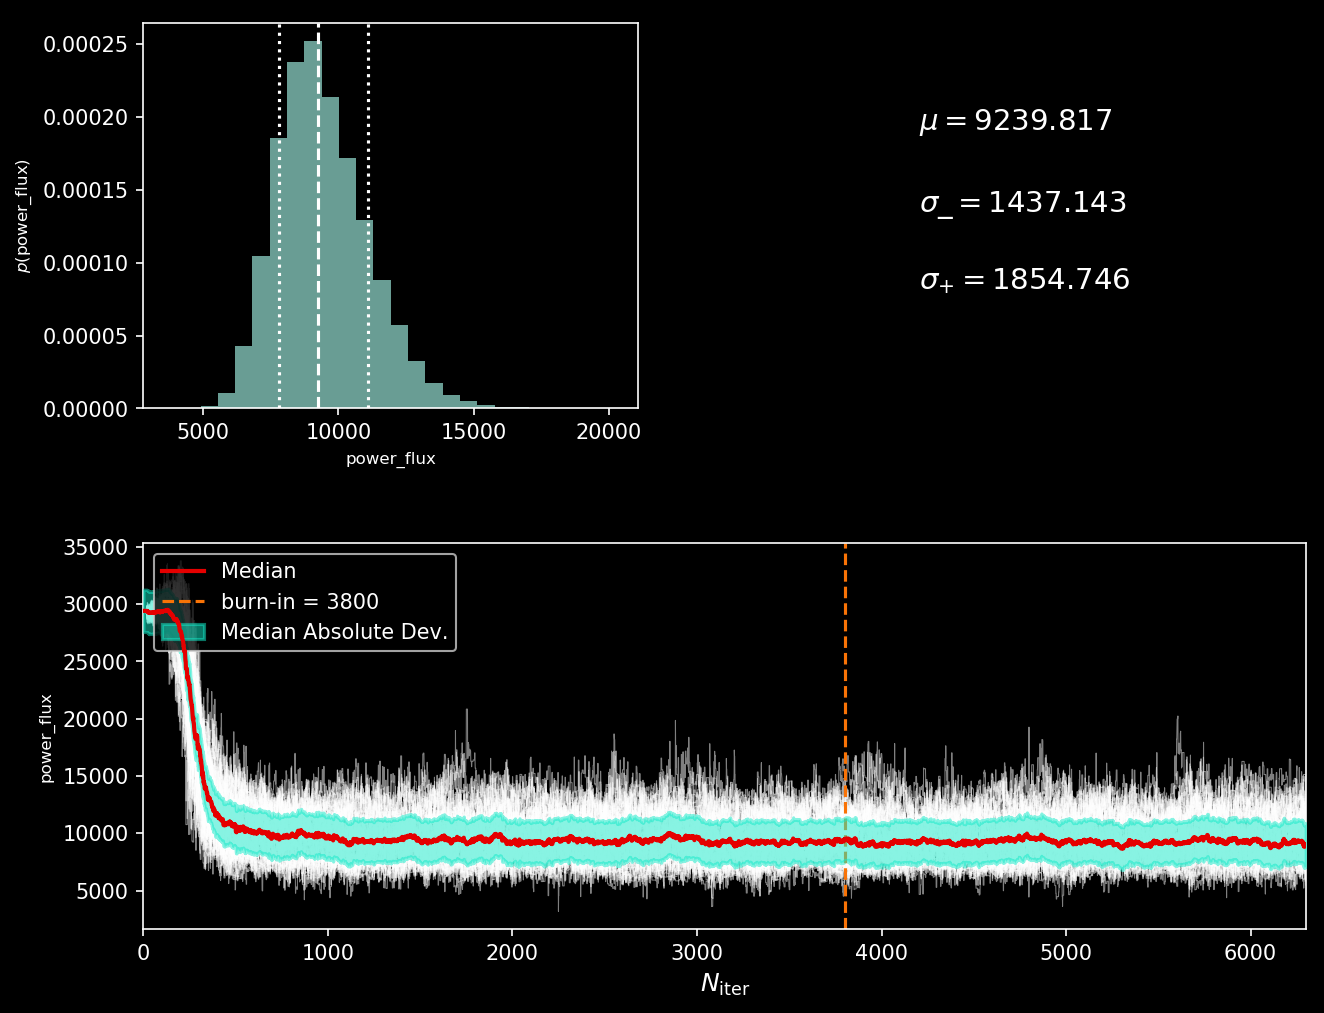 0.00025
0.00020
0.00015
0.00010
0.00005
0.00000
p(power_flux)
5000 10000 15000 20000
power_flux
μ = 9239.817
σ_ = 1437.143
σ+ = 1854.746
35000
30000
25000
20000
15000
10000
5000
power_flux
Median
burn-in = 3800
Median Absolute Dev.
0 1000 2000 3000 4000 5000 6000
Niter